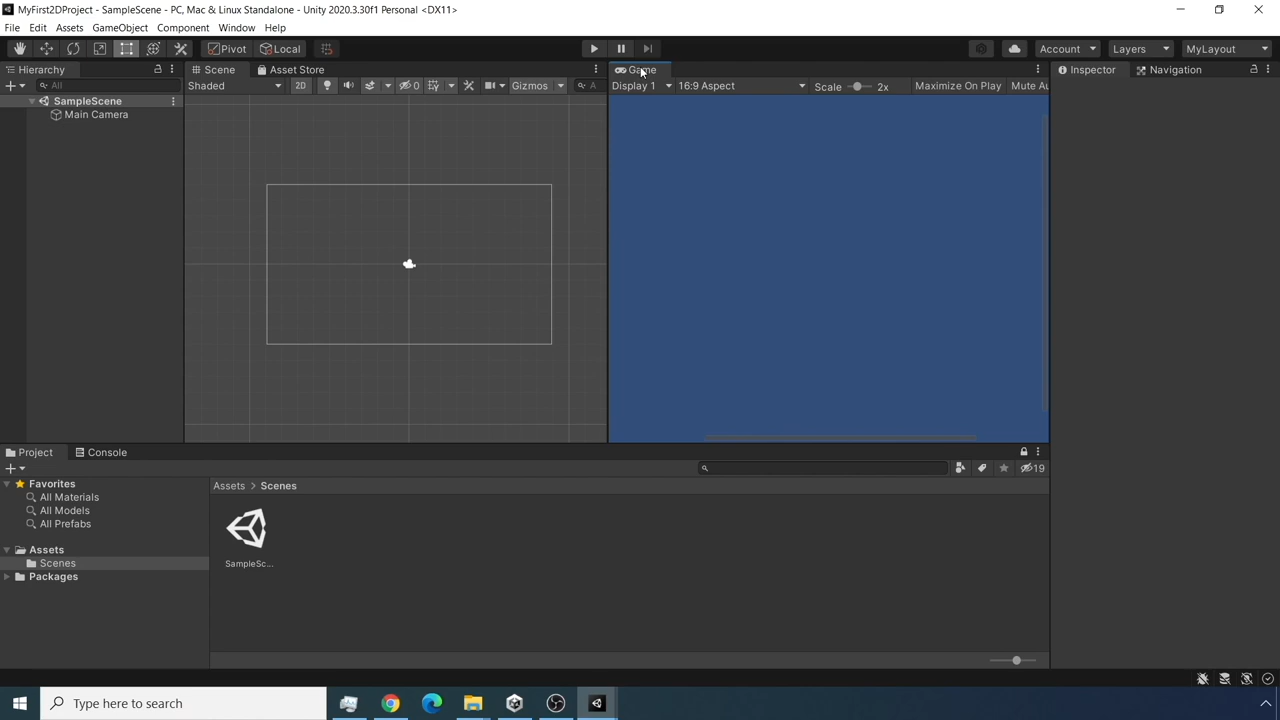 MyFirst2DProject - SampleScene - PC, Mac & Linux Standalone - Unity 2020.3.30f1 Personal <DX11>
File Edit Assets GameObject Component Window Help
Pivot Local Account Layers MyLayout
Hierarchy Scene Asset Store Game Inspector Navigation
All Shaded 2D 0 Gizmos A Display 1 16:9 Aspect Scale 2x Maximize On Play Mute Au
SampleScene
Main Camera
Project Console
19
Favorites Assets > Scenes
All Materials
All Models
All Prefabs
Assets
Scenes SampleSc...
Packages
Type here to search